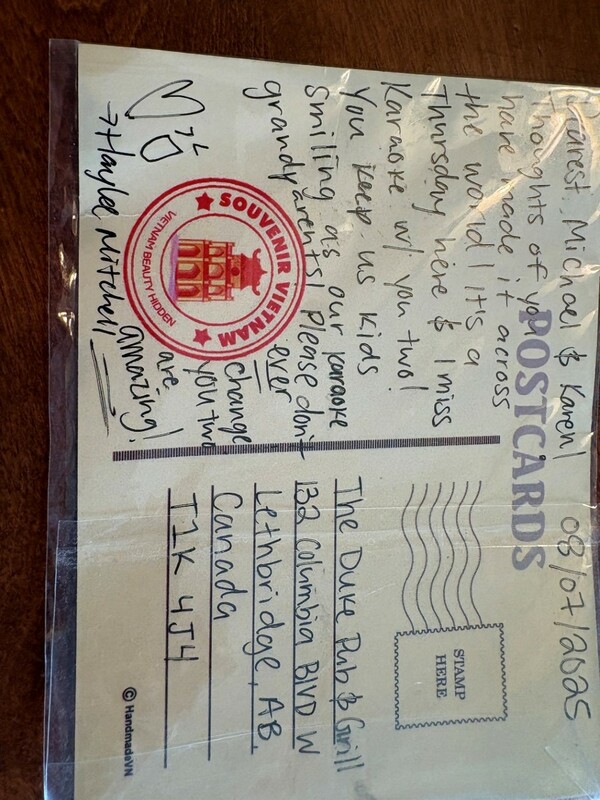 POSTCARDS
08/07/2025
Dearest Michael & Karen!
Thoughts of you
have made it across
the world! It's a
Thursday here & I miss
Karaoke w/ you two!
You keep us kids
smiling as our karaoke
grandparents! please don't
ever
change
you two
are
amazing!
→Hayle Mitchell
SOUVENIR VIETNAM
VIETNAM BEAUTY HIDDEN
STAMP
HERE
The Duke Pub & Grill
132 Columbia BLVD W
Lethbridge, AB,
Canada
T1K 4J4
© HandmadeVN